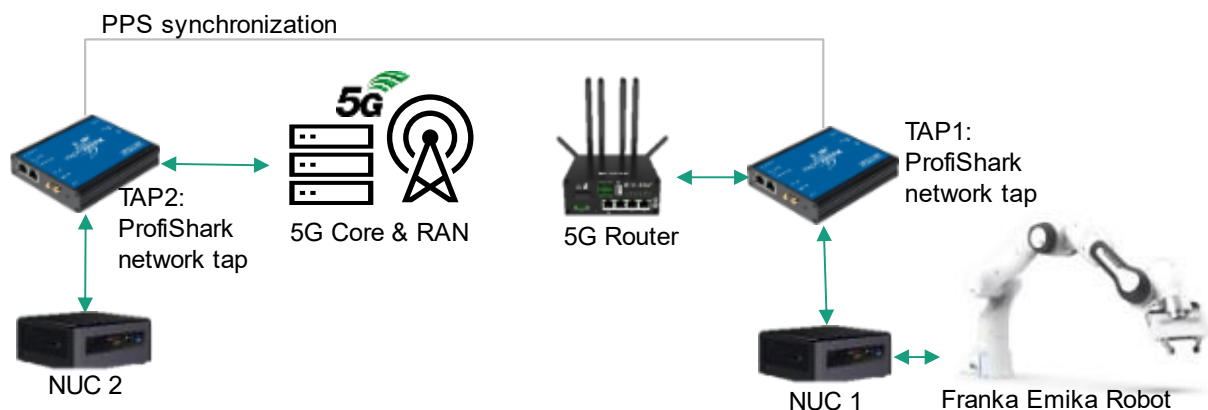 PPS synchronization
5G
TAP1:
ProfiShark
network tap
TAP2:
ProfiShark
network tap
5G Core & RAN
5G Router
NUC 2
NUC 1
Franka Emika Robot